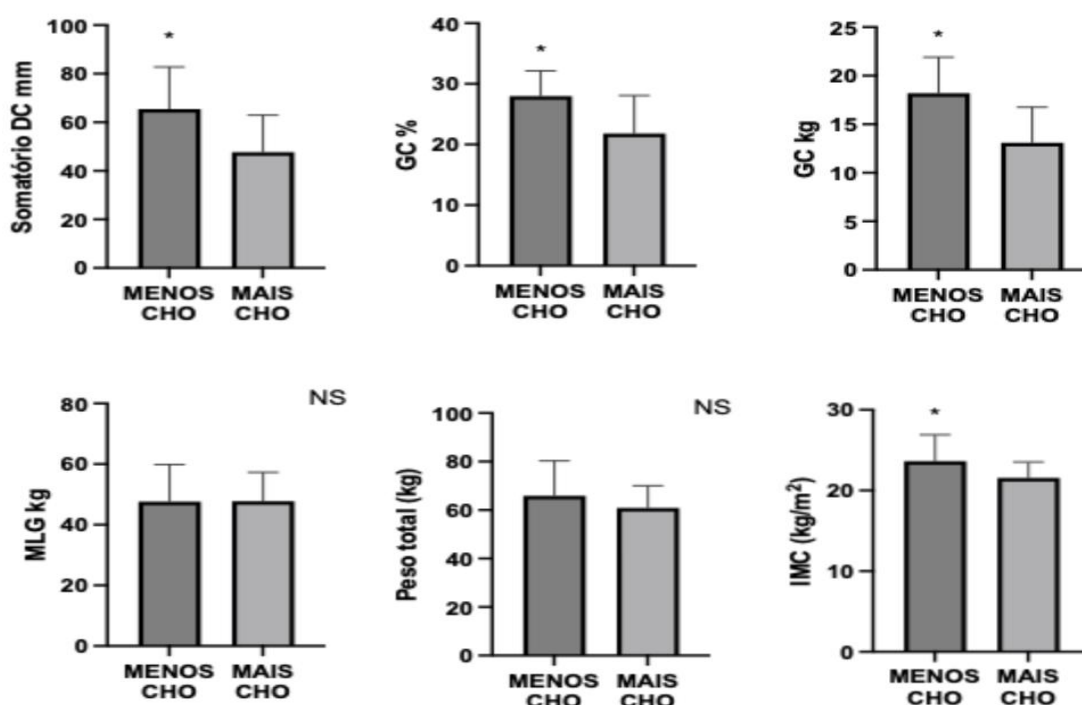 Somatório DC mm
100
80
60
40
20
0
*
MENOS CHO
MAIS CHO
GC %
40
30
20
10
0
*
MENOS CHO
MAIS CHO
GC kg
25
20
15
10
5
0
*
MENOS CHO
MAIS CHO
MLG kg
80
60
40
20
0
NS
MENOS CHO
MAIS CHO
Peso total (kg)
100
80
60
40
20
0
NS
MENOS CHO
MAIS CHO
IMC (kg/m²)
30
20
10
0
*
MENOS CHO
MAIS CHO